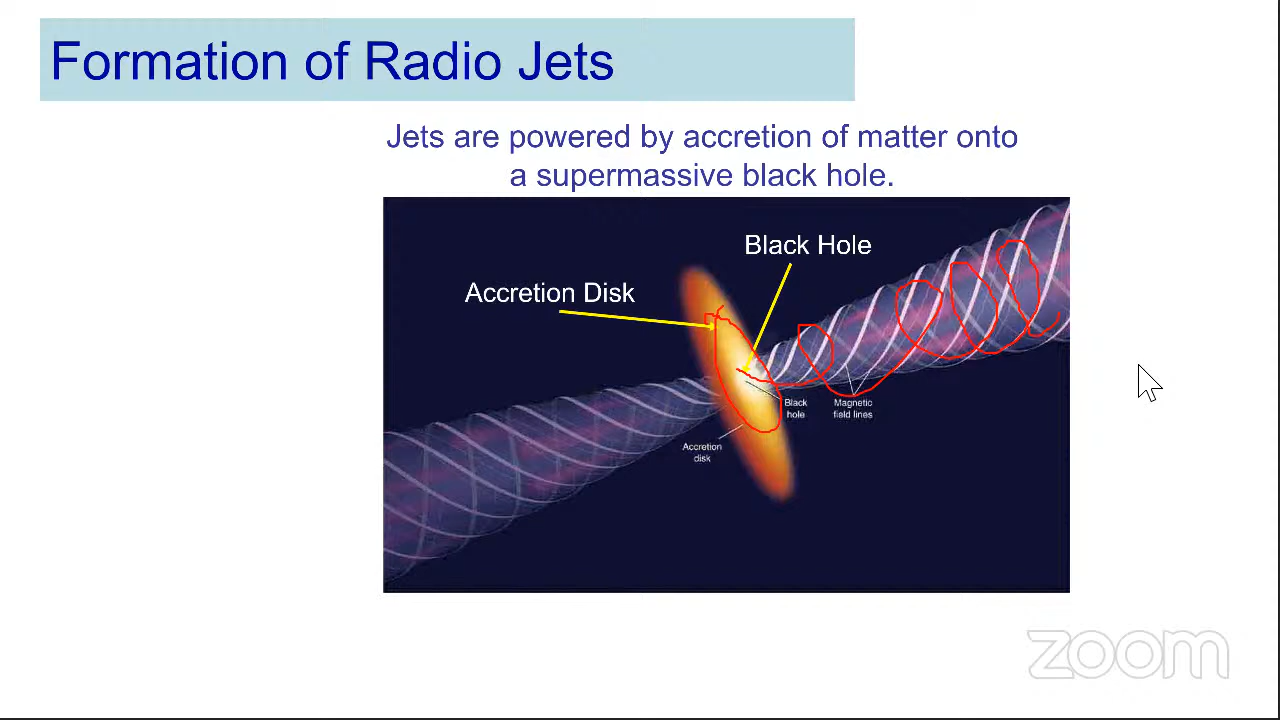 Formation of Radio Jets
Jets are powered by accretion of matter onto
a supermassive black hole.
Black Hole
Accretion Disk
Black
hole
Magnetic
field lines
Accretion
disk
zoom